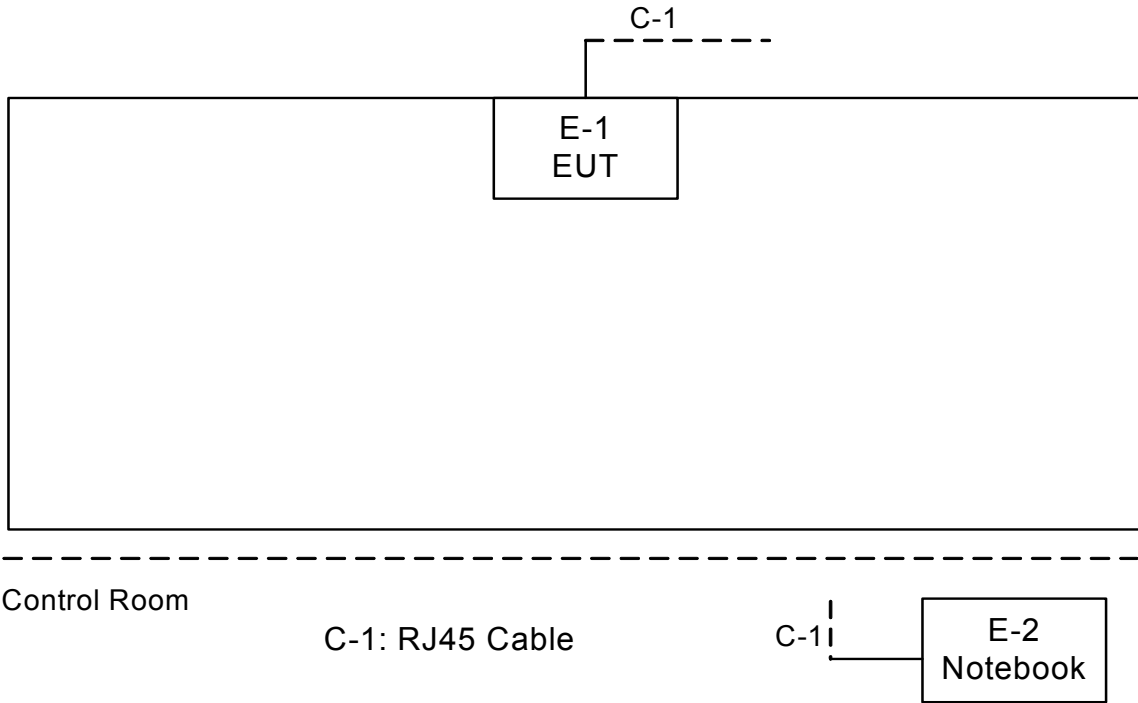 C-1
E-1
EUT
Control Room
C-1: RJ45 Cable
C-1
E-2
Notebook